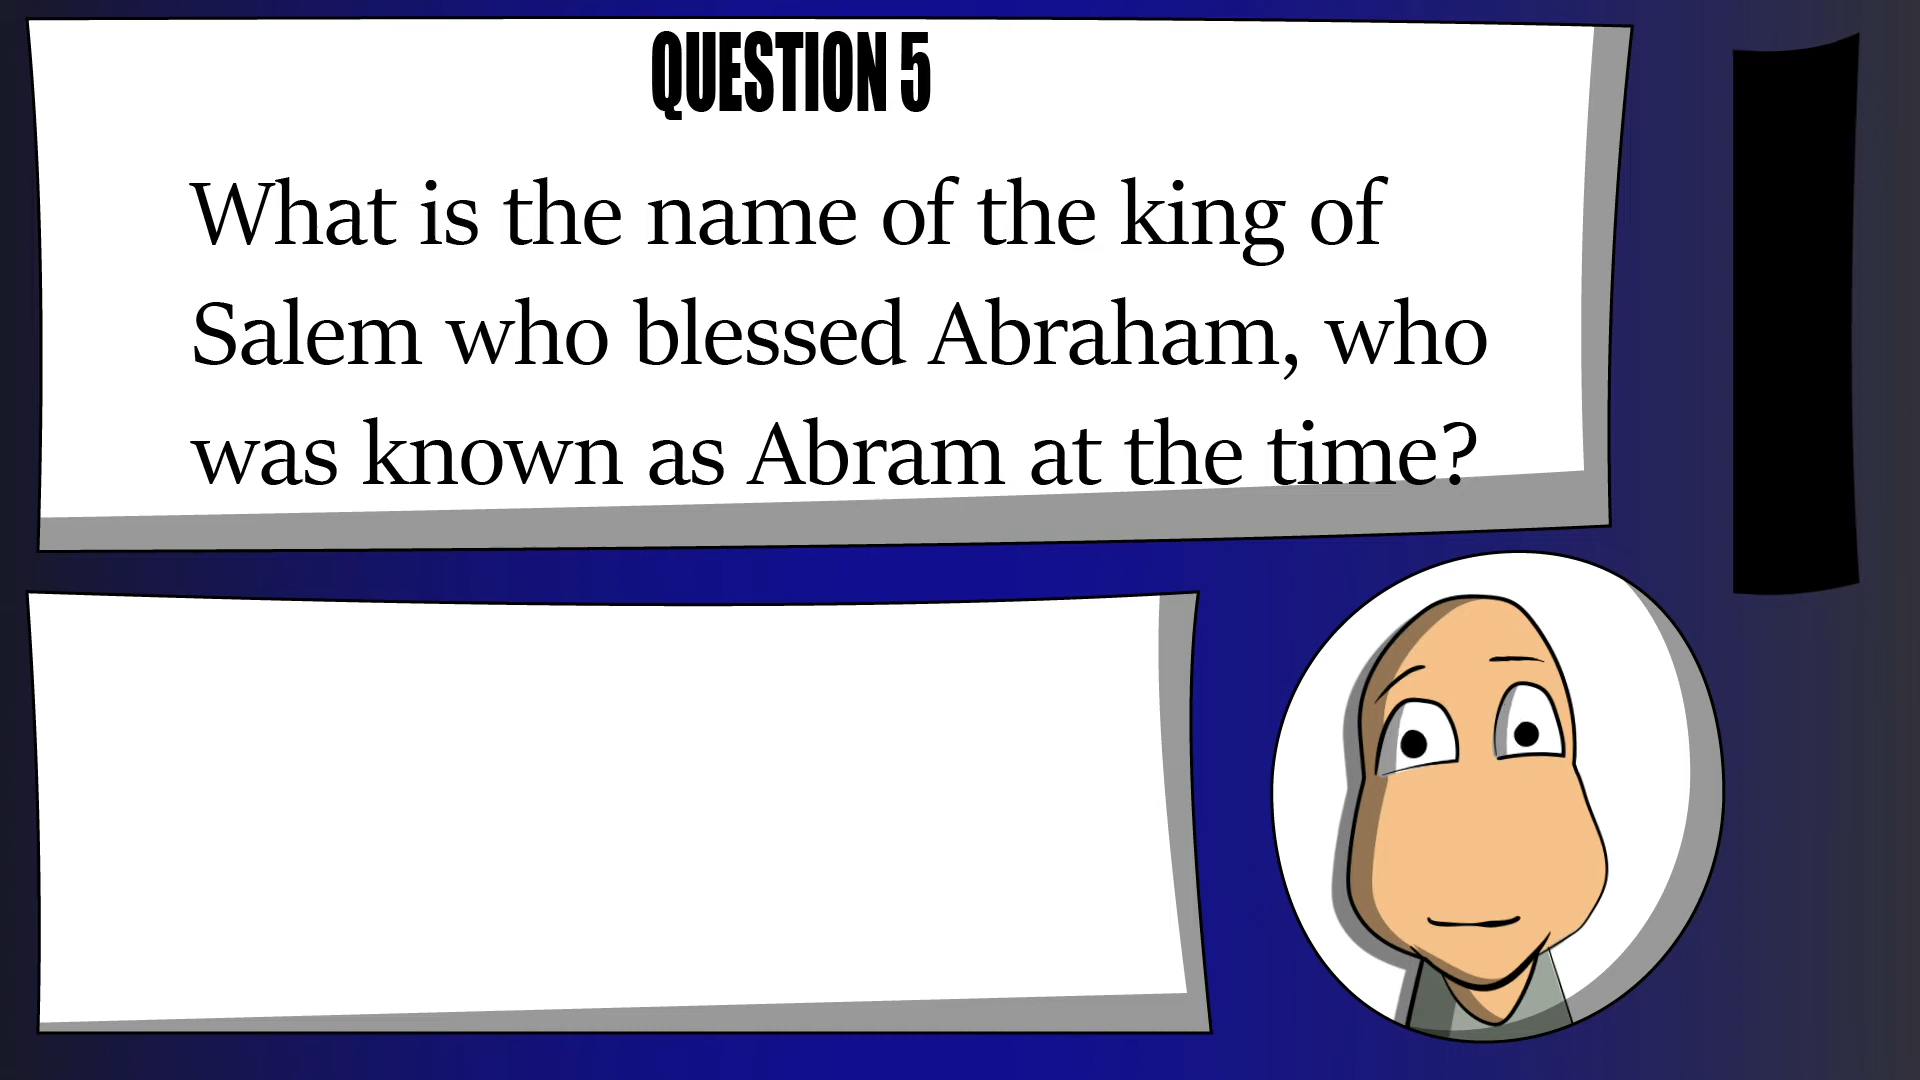 QUESTION 5
What is the name of the king of
Salem who blessed Abraham, who
was known as Abram at the time?